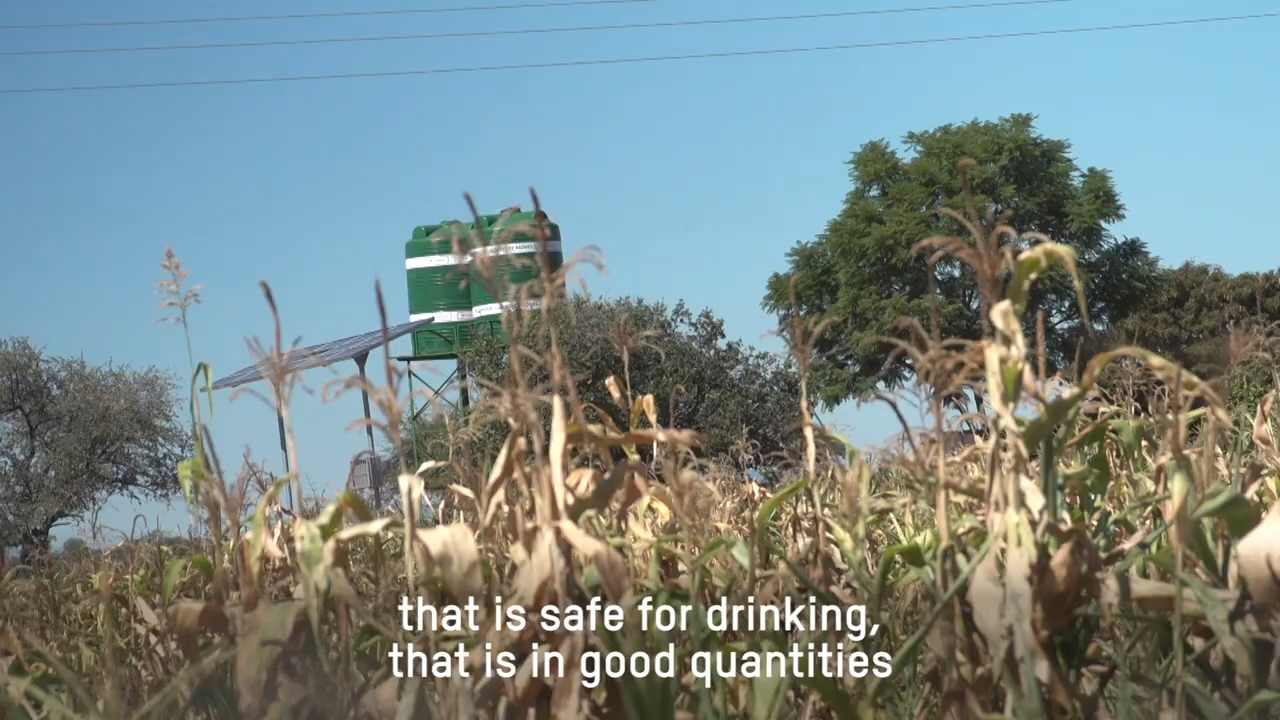 that is safe for drinking,
that is in good quantities